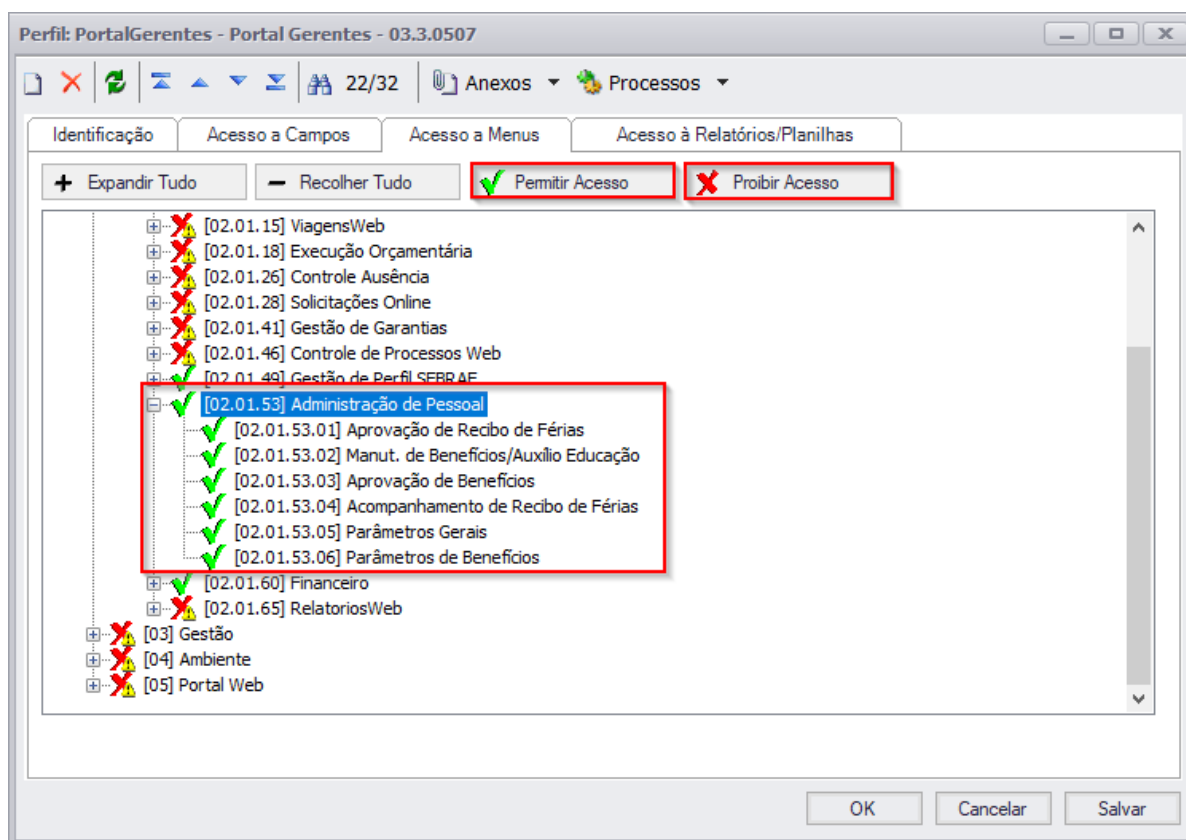 Perfil: PortalGerentes - Portal Gerentes - 03.3.0507
22/32 Anexos Processos
Identificação Acesso a Campos Acesso a Menus Acesso à Relatórios/Planilhas
Expandir Tudo Recolher Tudo Permitir Acesso Proibir Acesso
[02.01.15] ViagensWeb
[02.01.18] Execução Orçamentária
[02.01.26] Controle Ausência
[02.01.28] Solicitações Online
[02.01.41] Gestão de Garantias
[02.01.46] Controle de Processos Web
[02.01.49] Gestão de Perfil SEBRAE
[02.01.53] Administração de Pessoal
[02.01.53.01] Aprovação de Recibo de Férias
[02.01.53.02] Manut. de Benefícios/Auxílio Educação
[02.01.53.03] Aprovação de Benefícios
[02.01.53.04] Acompanhamento de Recibo de Férias
[02.01.53.05] Parâmetros Gerais
[02.01.53.06] Parâmetros de Benefícios
[02.01.60] Financeiro
[02.01.65] RelatoriosWeb
[03] Gestão
[04] Ambiente
[05] Portal Web
OK Cancelar Salvar